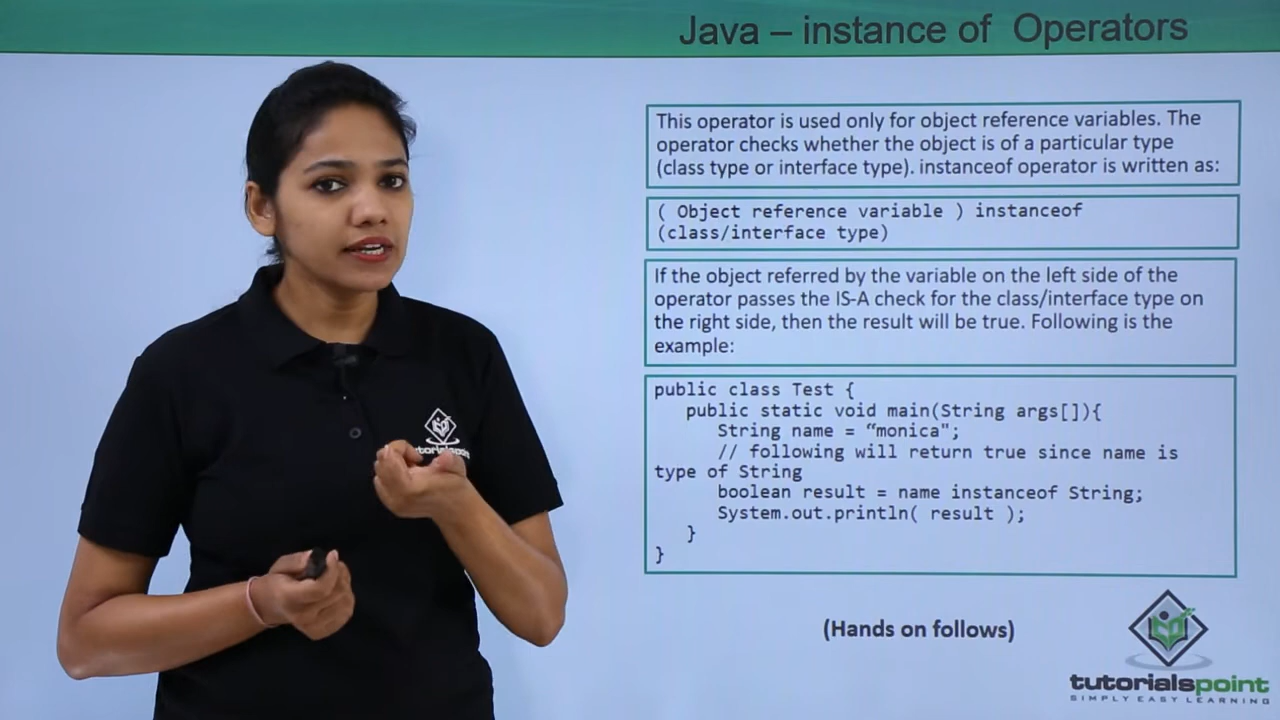 Java – instance of Operators
This operator is used only for object reference variables. The
operator checks whether the object is of a particular type
(class type or interface type). instanceof operator is written as:
( Object reference variable ) instanceof
(class/interface type)
If the object referred by the variable on the left side of the
operator passes the IS-A check for the class/interface type on
the right side, then the result will be true. Following is the
example:
public class Test {
public static void main(String args[]){
String name = “monica";
// following will return true since name is
type of String
boolean result = name instanceof String;
System.out.println( result );
}
}
(Hands on follows)
tutorialspoint
SIMPLY EASY LEARNING
tutorialspoint